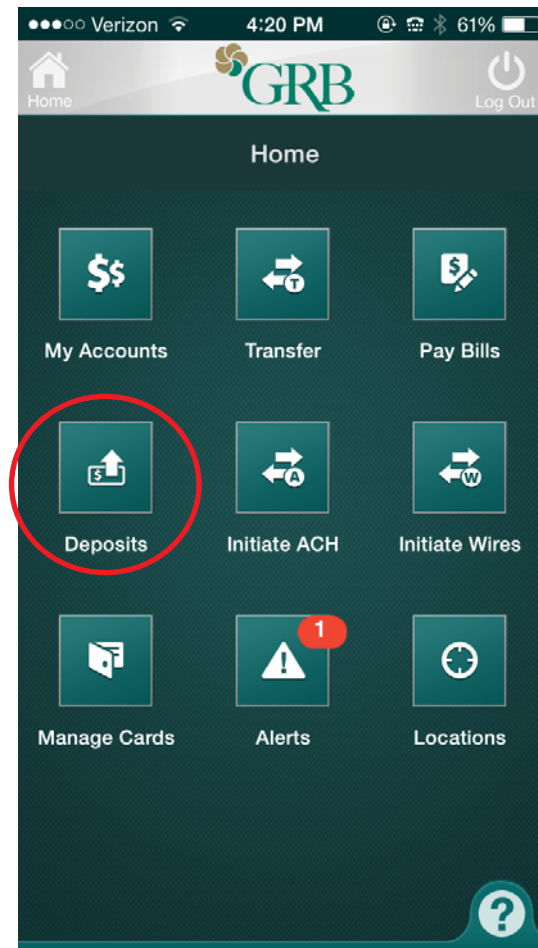 Verizon 4:20 PM 61%
Home GRB Log Out
Home
$$ T $
My Accounts Transfer Pay Bills
$ A W
Deposits Initiate ACH Initiate Wires
! 1
Manage Cards Alerts Locations
?